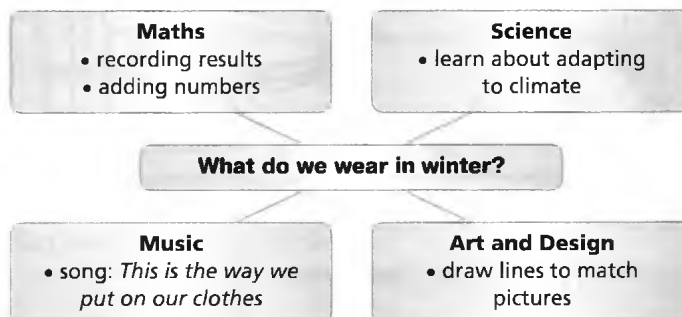 Maths
• recording results
• adding numbers
Science
• learn about adapting
to climate
What do we wear in winter?
Music
• song: This is the way we
put on our clothes
Art and Design
• draw lines to match
pictures